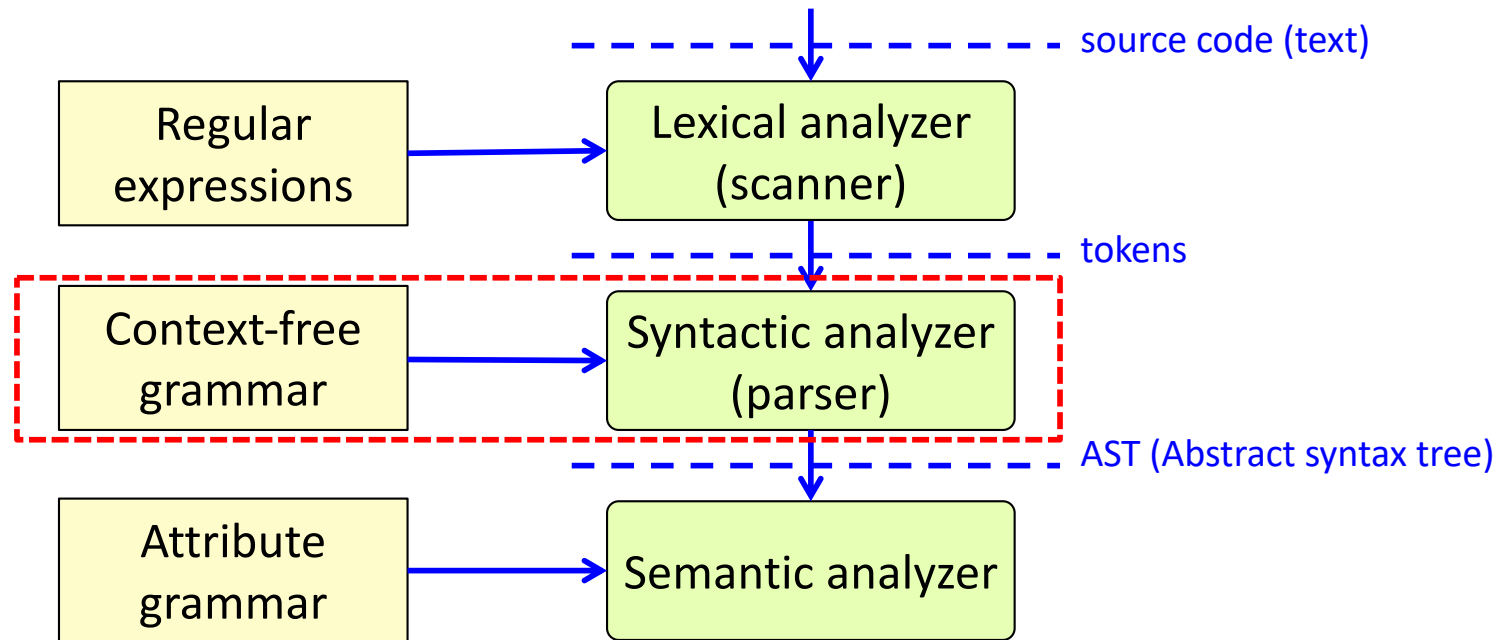 source code (text)
Regular
expressions
Lexical analyzer
(scanner)
tokens
Context-free
grammar
Syntactic analyzer
(parser)
AST (Abstract syntax tree)
Attribute
grammar
Semantic analyzer